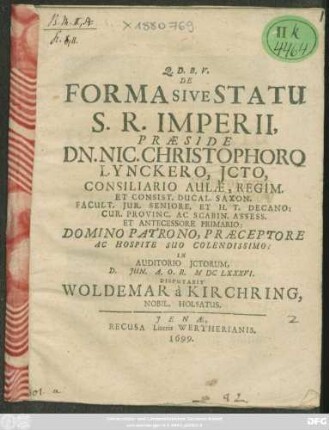 X1880769
II k
4464
Q. D. B. V.
DE
FORMA SIVE STATU
S. R. IMPERII,
PRÆSIDE
DN. NIC. CHRISTOPHORO
LYNCKERO, JCTO,
CONSILIARIO AULÆ, REGIM.
ET CONSIST. DUCAL. SAXON.
FACULT. JUR. SENIORE, ET H. T. DECANO;
CUR. PROVINC. AC SCABIN. ASSESS.
ET ANTECESSORE PRIMARIO;
DOMINO PATRONO, PRÆCEPTORE
AC HOSPITE SUO COLENDISSIMO;
IN
AUDITORIO JCTORUM,
D. JUN. A. O. R. M DC LXXXVI.
DISPUTABIT
WOLDEMAR à KIRCHRING,
NOBIL. HOLSATUS.
JENÆ,
RECUSA Literis WERTHERIANIS,
1699.
2